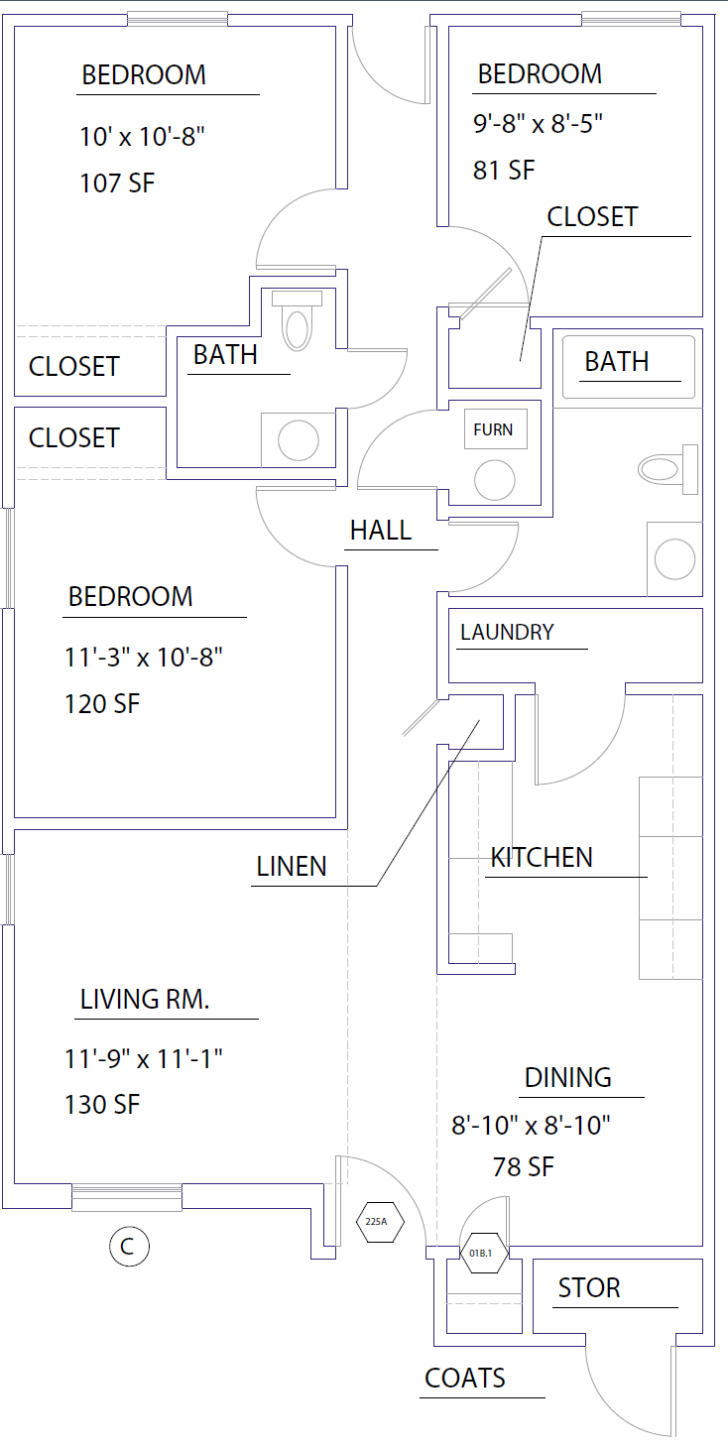 BEDROOM
10' x 10'-8"
107 SF
BEDROOM
9'-8" x 8'-5"
81 SF
CLOSET
CLOSET
BATH
BATH
CLOSET
FURN
HALL
BEDROOM
11'-3" x 10'-8"
120 SF
LAUNDRY
LINEN
KITCHEN
LIVING RM.
11'-9" x 11'-1"
130 SF
DINING
8'-10" x 8'-10"
78 SF
225A
C
01B.1
STOR
COATS